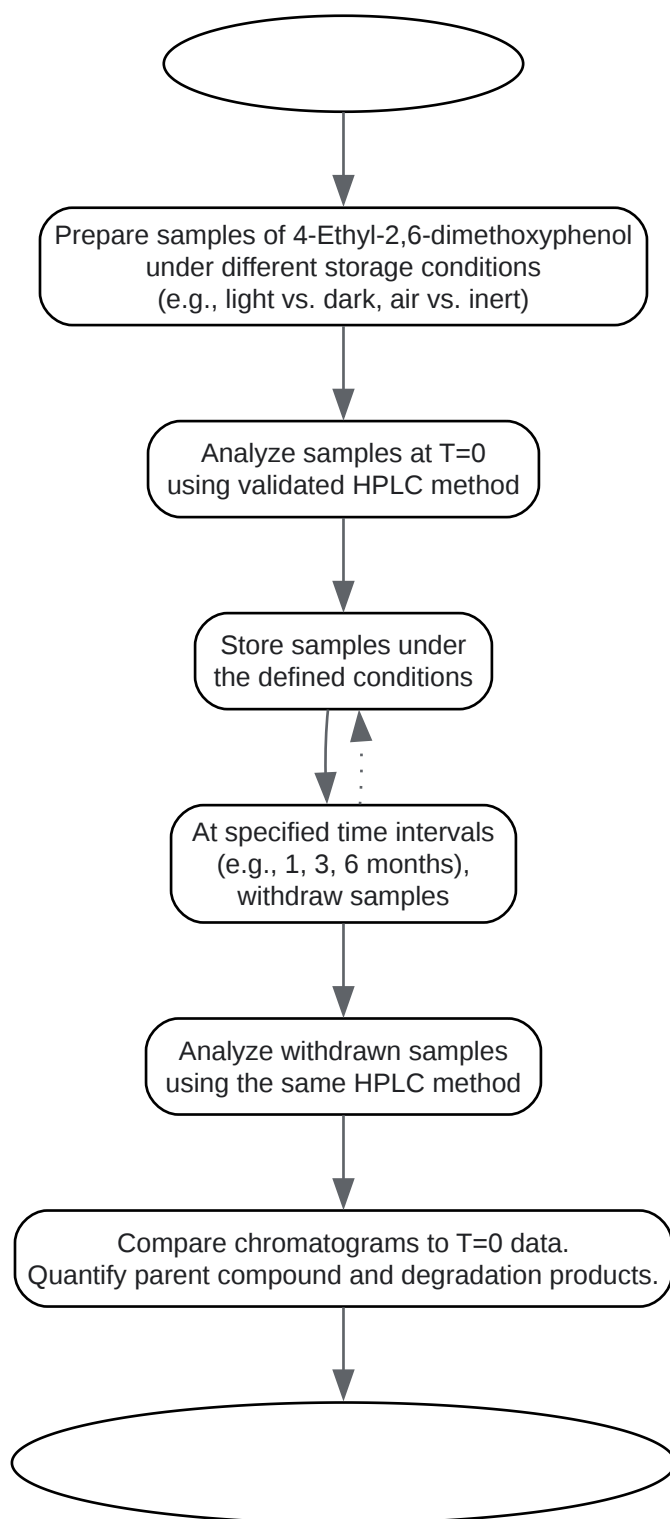 Prepare samples of 4-Ethyl-2,6-dimethoxyphenol
under different storage conditions
(e.g., light vs. dark, air vs. inert)
Analyze samples at T=0
using validated HPLC method
Store samples under
the defined conditions
At specified time intervals
(e.g., 1, 3, 6 months),
withdraw samples
Analyze withdrawn samples
using the same HPLC method
Compare chromatograms to T=0 data.
Quantify parent compound and degradation products.